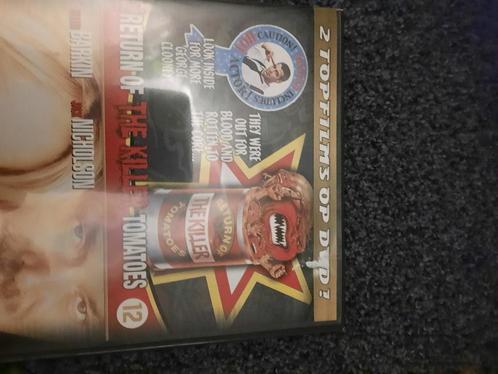 2 TOPFILMS OP DVD!
CAUTION!
LOOK INSIDE
FOR MORE
"GEORGE
CLOONEY"
THEY WERE
OUT FOR
BLOOD AND
ROTTEN TO
THE CORE...
RETURN OF
THE KILLER
TOMATOES
RETURN OF THE KILLER TOMATOES
12
BARKIN
NICHOLSON